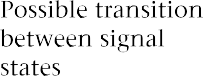 Possible transition
between signal
states